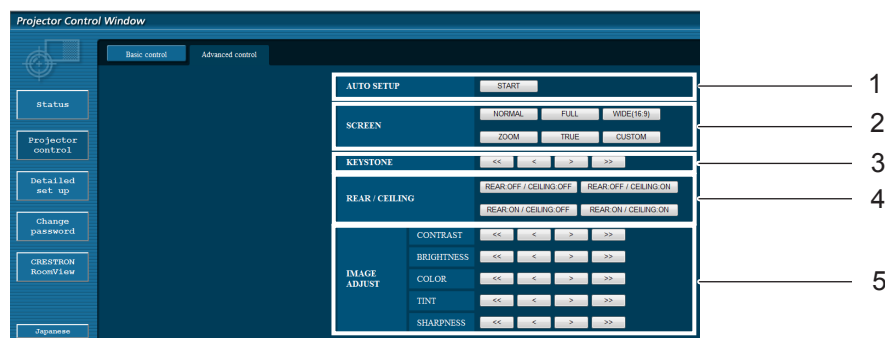 Projector Control Window
Basic control Advanced control
Status
Projector control
Detailed set up
Change password
CRESTRON RoomView
Japanese
AUTO SETUP START
SCREEN NORMAL FULL WIDE(16:9)
ZOOM TRUE CUSTOM
KEYSTONE << < > >>
REAR / CEILING REAR:OFF / CEILING:OFF REAR:OFF / CEILING:ON
REAR:ON / CEILING:OFF REAR:ON / CEILING:ON
IMAGE ADJUST
CONTRAST << < > >>
BRIGHTNESS << < > >>
COLOR << < > >>
TINT << < > >>
SHARPNESS << < > >>
1
2
3
4
5